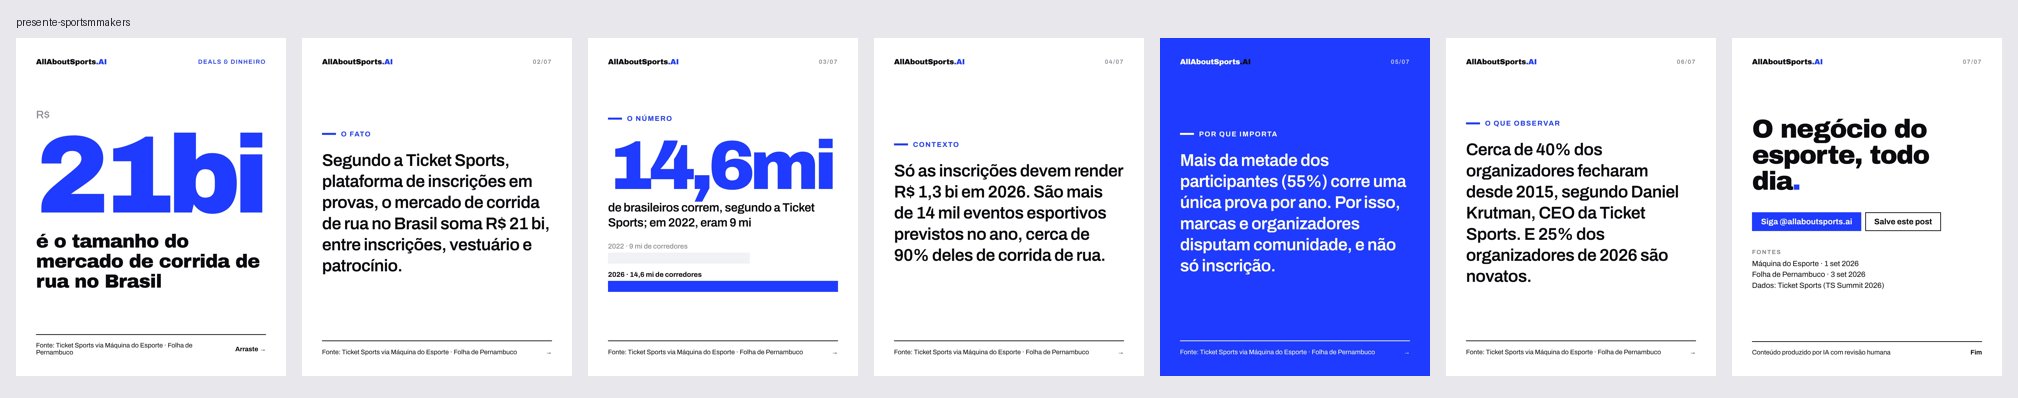 presente-sportsmmakers
AllAboutSports.AI
DEALS & DINHEIRO
R$
21bi
é o tamanho do
mercado de corrida de
rua no Brasil
Fonte: Ticket Sports via Máquina do Esporte · Folha de
Pernambuco
Arraste →
AllAboutSports.AI
02/07
O FATO
Segundo a Ticket Sports,
plataforma de inscrições em
provas, o mercado de corrida
de rua no Brasil soma R$ 21 bi,
entre inscrições, vestuário e
patrocínio.
Fonte: Ticket Sports via Máquina do Esporte · Folha de Pernambuco
→
AllAboutSports.AI
03/07
O NÚMERO
14,6mi
de brasileiros correm, segundo a Ticket
Sports; em 2022, eram 9 mi
2022 · 9 mi de corredores
2026 · 14,6 mi de corredores
Fonte: Ticket Sports via Máquina do Esporte · Folha de Pernambuco
→
AllAboutSports.AI
04/07
CONTEXTO
Só as inscrições devem render
R$ 1,3 bi em 2026. São mais
de 14 mil eventos esportivos
previstos no ano, cerca de
90% deles de corrida de rua.
Fonte: Ticket Sports via Máquina do Esporte · Folha de Pernambuco
→
AllAboutSports.AI
05/07
POR QUE IMPORTA
Mais da metade dos
participantes (55%) corre uma
única prova por ano. Por isso,
marcas e organizadores
disputam comunidade, e não
só inscrição.
Fonte: Ticket Sports via Máquina do Esporte · Folha de Pernambuco
→
AllAboutSports.AI
06/07
O QUE OBSERVAR
Cerca de 40% dos
organizadores fecharam
desde 2015, segundo Daniel
Krutman, CEO da Ticket
Sports. E 25% dos
organizadores de 2026 são
novatos.
Fonte: Ticket Sports via Máquina do Esporte · Folha de Pernambuco
→
AllAboutSports.AI
07/07
O negócio do
esporte, todo
dia.
Siga @allaboutsports.ai
Salve este post
FONTES
Máquina do Esporte · 1 set 2026
Folha de Pernambuco · 3 set 2026
Dados: Ticket Sports (TS Summit 2026)
Conteúdo produzido por IA com revisão humana
Fim